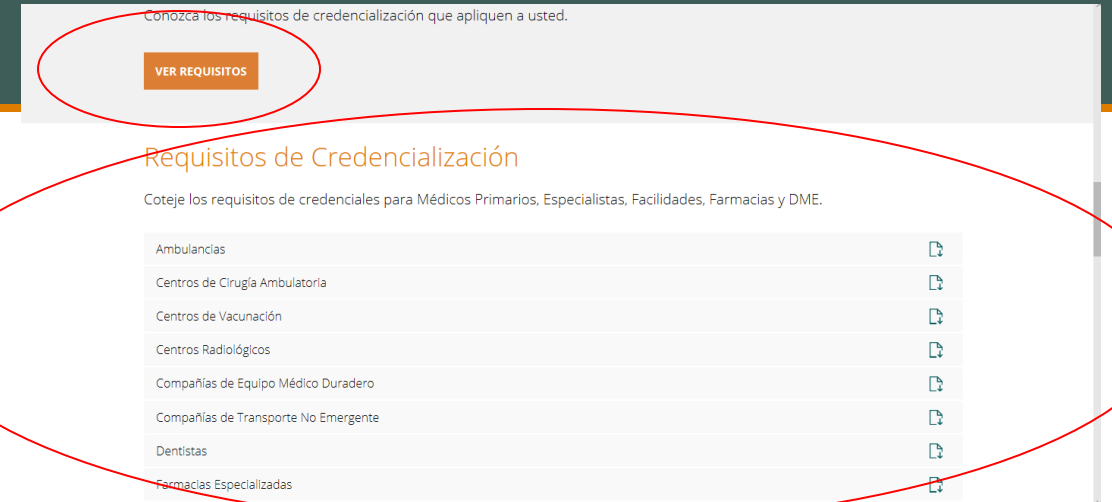 Conozca los requisitos de credencialización que apliquen a usted.
VER REQUISITOS
Requisitos de Credencialización
Coteje los requisitos de credenciales para Médicos Primarios, Especialistas, Facilidades, Farmacias y DME.
Ambulancias
Centros de Cirugía Ambulatoria
Centros de Vacunación
Centros Radiológicos
Compañías de Equipo Médico Duradero
Compañías de Transporte No Emergente
Dentistas
Farmacias Especializadas